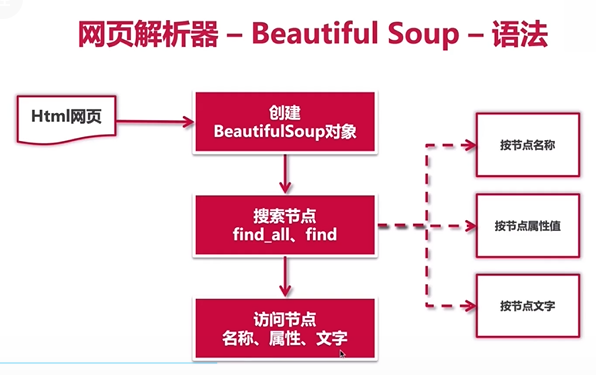 网页解析器 – Beautiful Soup – 语法
Html网页
创建
BeautifulSoup对象
按节点名称
搜索节点
find_all、find
按节点属性值
按节点文字
访问节点
名称、属性、文字